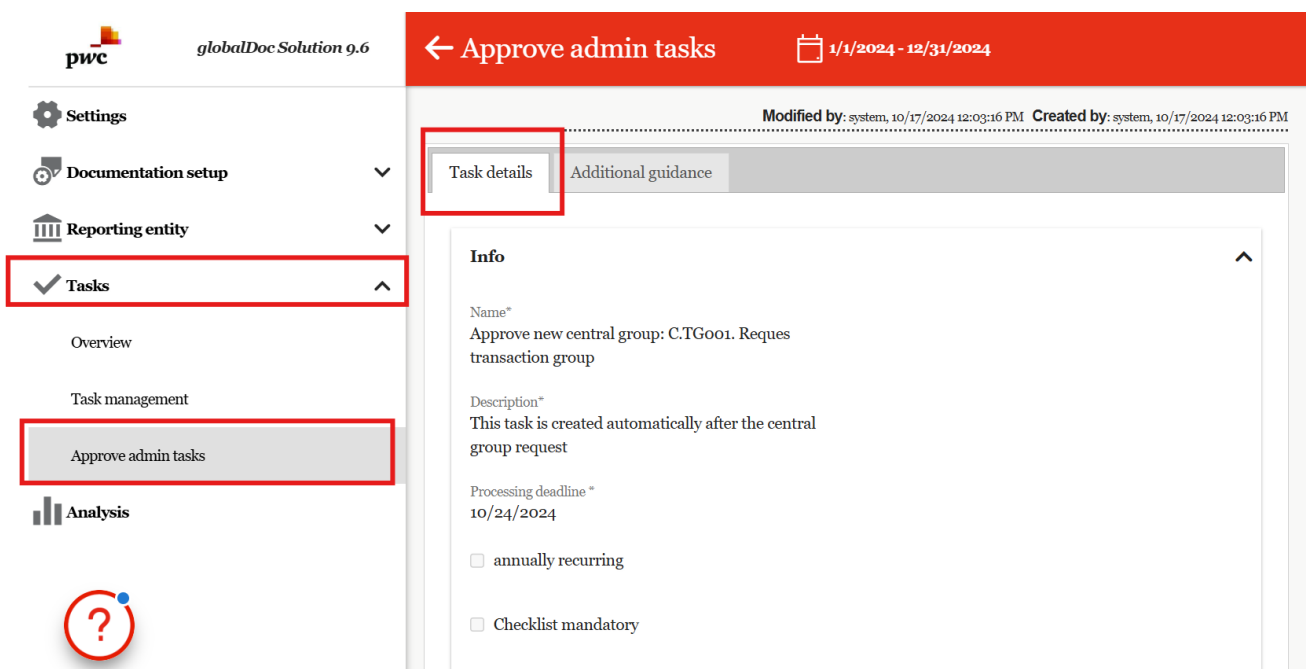 pwc
globalDoc Solution 9.6
Approve admin tasks
1/1/2024 - 12/31/2024
Settings
Documentation setup
Reporting entity
Tasks
Overview
Task management
Approve admin tasks
Analysis
?
Modified by: system, 10/17/2024 12:03:16 PM Created by: system, 10/17/2024 12:03:16 PM
Task details
Additional guidance
Info
Name*
Approve new central group: C.TG001. Reques
transaction group
Description*
This task is created automatically after the central
group request
Processing deadline *
10/24/2024
annually recurring
Checklist mandatory